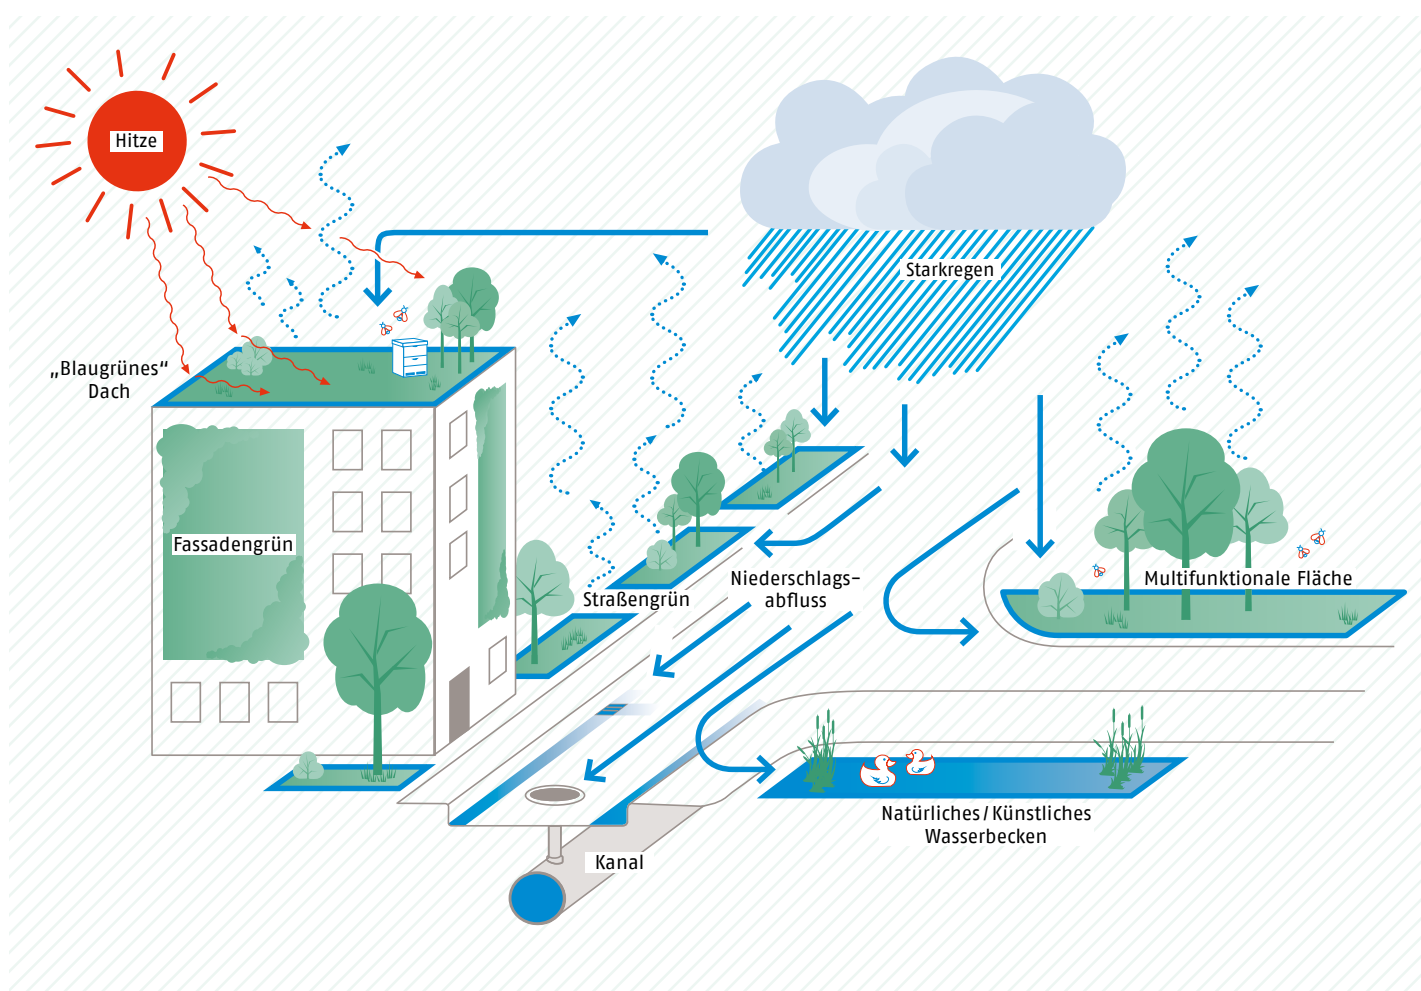 Hitze
Starkregen
„Blaugrünes“
Dach
Fassadengrün
Straßengrün
Niederschlags-
abfluss
Multifunktionale Fläche
Natürliches/Künstliches
Wasserbecken
Kanal